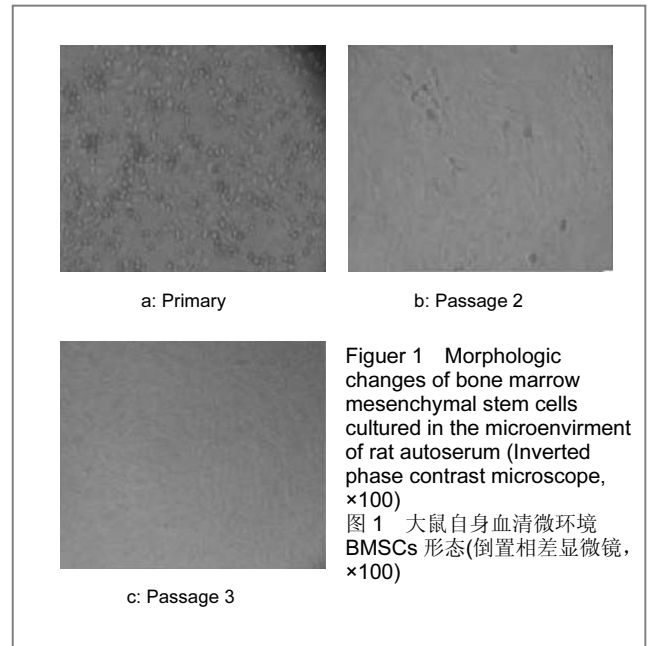 a: Primary
b: Passage 2
c: Passage 3
Figuer 1 Morphologic
changes of bone marrow
mesenchymal stem cells
cultured in the microenvirment
of rat autoserum (Inverted
phase contrast microscope,
×100)
图 1 大鼠自身血清微环境
BMSCs 形态(倒置相差显微镜，
×100)